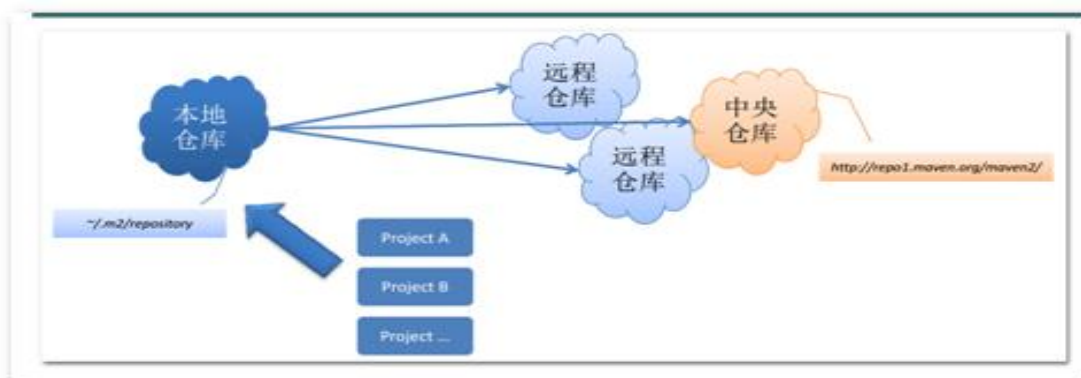 本地
仓库
远程
仓库
远程
仓库
中央
仓库
http://repo1.maven.org/maven2/
~/.m2/repository
Project A
Project B
Project ...